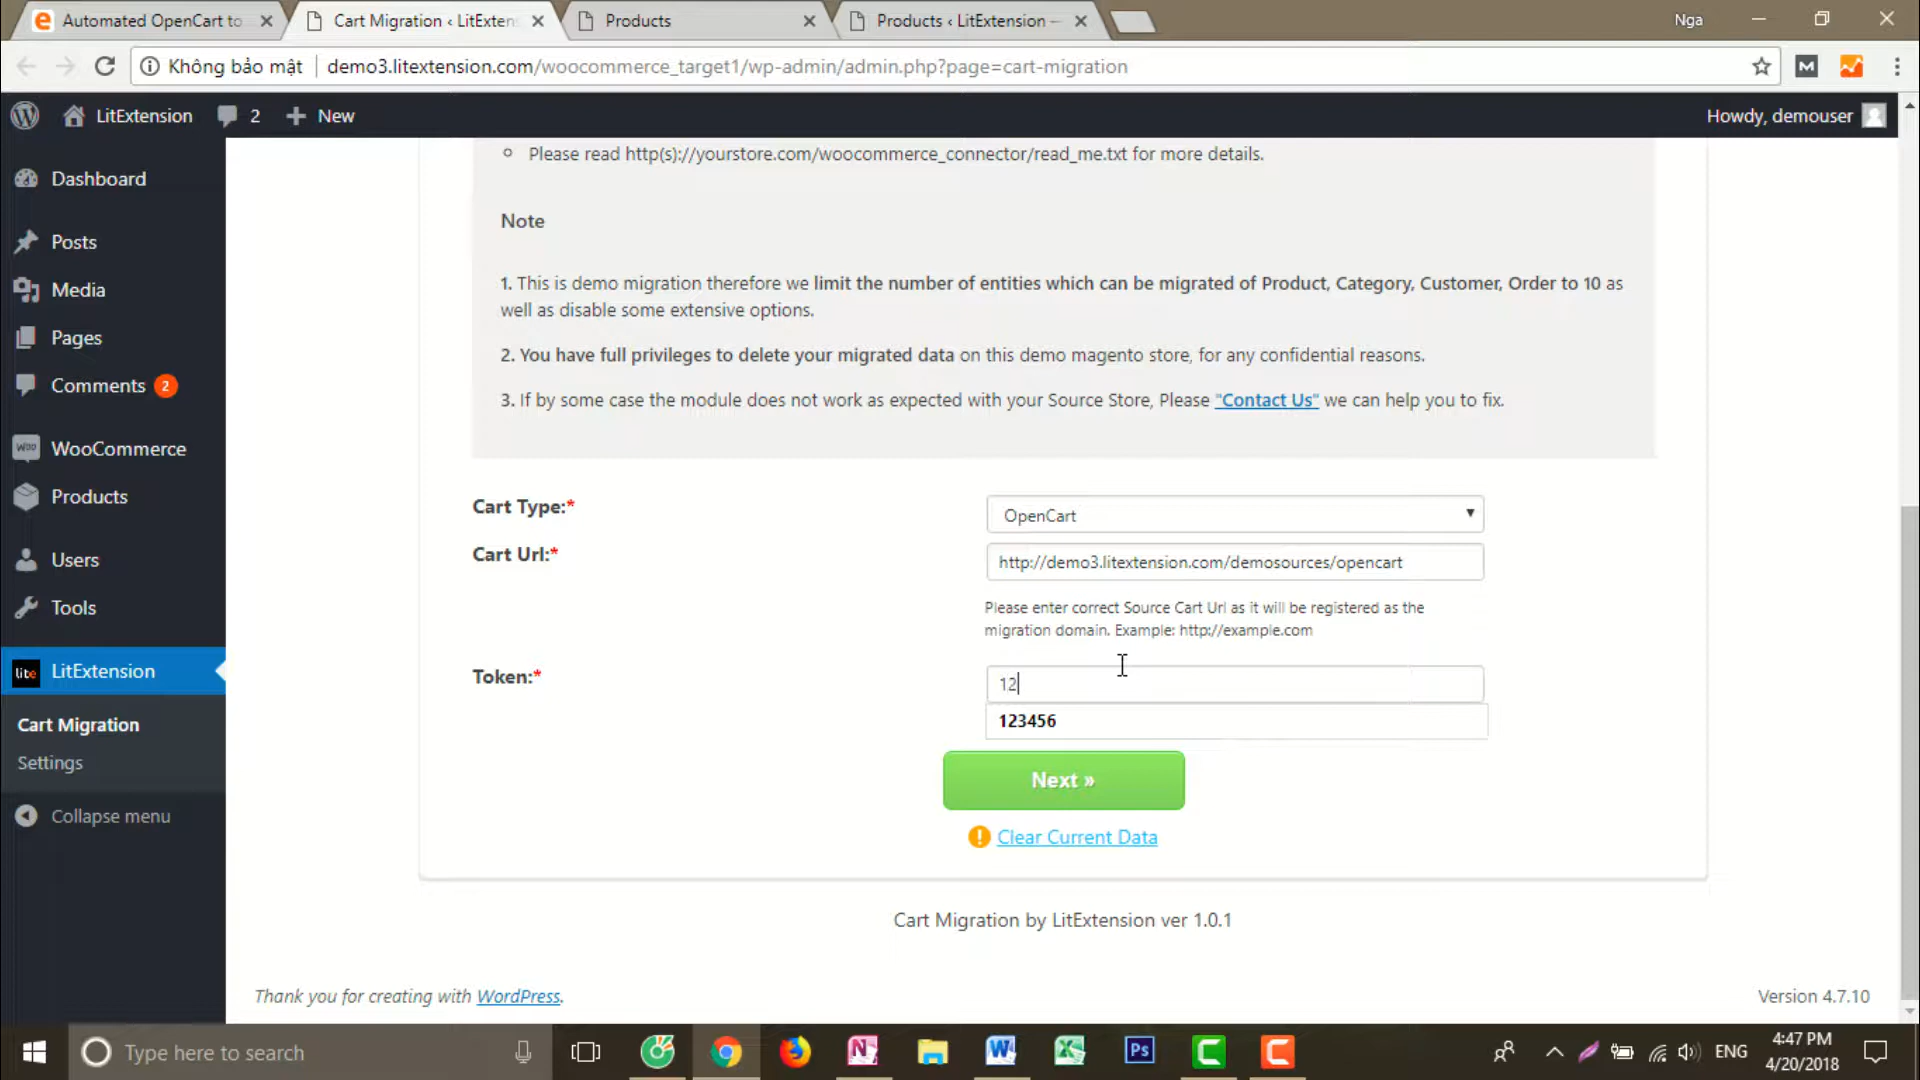 Automated OpenCart to
Cart Migration ‹ LitExten
Products
Products ‹ LitExtension —
Nga
Không bảo mật
demo3.litextension.com/woocommerce_target1/wp-admin/admin.php?page=cart-migration
LitExtension
2
New
Howdy, demouser
Dashboard
Posts
Media
Pages
Comments 2
WooCommerce
Products
Users
Tools
LitExtension
Cart Migration
Settings
Collapse menu
Please read http(s)://yourstore.com/woocommerce_connector/read_me.txt for more details.
Note
1. This is demo migration therefore we limit the number of entities which can be migrated of Product, Category, Customer, Order to 10 as
well as disable some extensive options.
2. You have full privileges to delete your migrated data on this demo magento store, for any confidential reasons.
3. If by some case the module does not work as expected with your Source Store, Please "Contact Us" we can help you to fix.
Cart Type:*
OpenCart
Cart Url:*
http://demo3.litextension.com/demosources/opencart
Please enter correct Source Cart Url as it will be registered as the
migration domain. Example: http://example.com
Token:*
12
123456
Next »
Clear Current Data
Cart Migration by LitExtension ver 1.0.1
Thank you for creating with WordPress.
Version 4.7.10
Type here to search
ENG
4:47 PM
4/20/2018